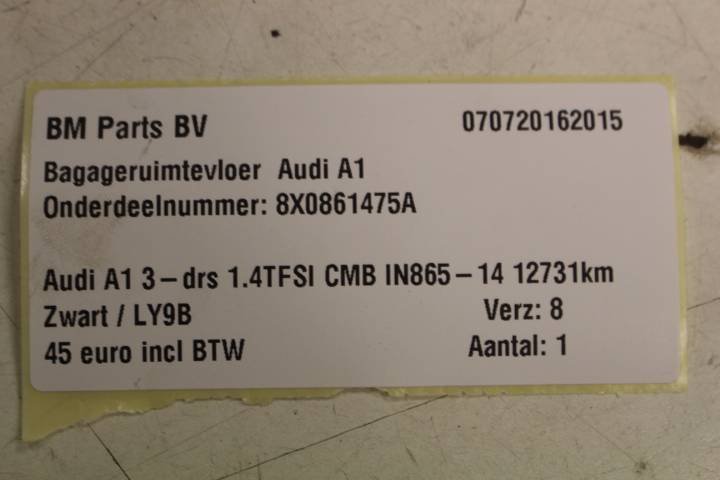 BM Parts BV 070720162015
Bagageruimtevloer Audi A1
Onderdeelnummer: 8X0861475A
Audi A1 3-drs 1.4TFSI CMB IN865-14 12731km
Zwart / LY9B Verz: 8
45 euro incl BTW Aantal: 1